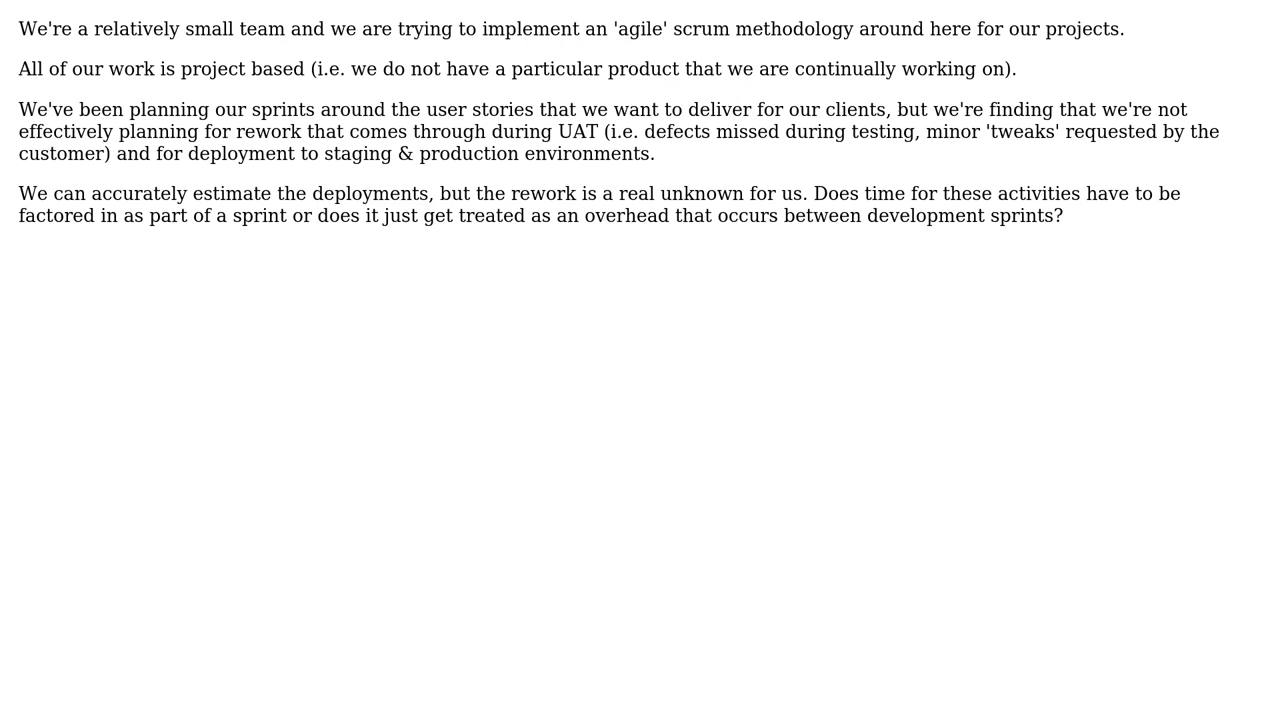 We're a relatively small team and we are trying to implement an 'agile' scrum methodology around here for our projects.
All of our work is project based (i.e. we do not have a particular product that we are continually working on).
We've been planning our sprints around the user stories that we want to deliver for our clients, but we're finding that we're not
effectively planning for rework that comes through during UAT (i.e. defects missed during testing, minor 'tweaks' requested by the
customer) and for deployment to staging & production environments.
We can accurately estimate the deployments, but the rework is a real unknown for us. Does time for these activities have to be
factored in as part of a sprint or does it just get treated as an overhead that occurs between development sprints?